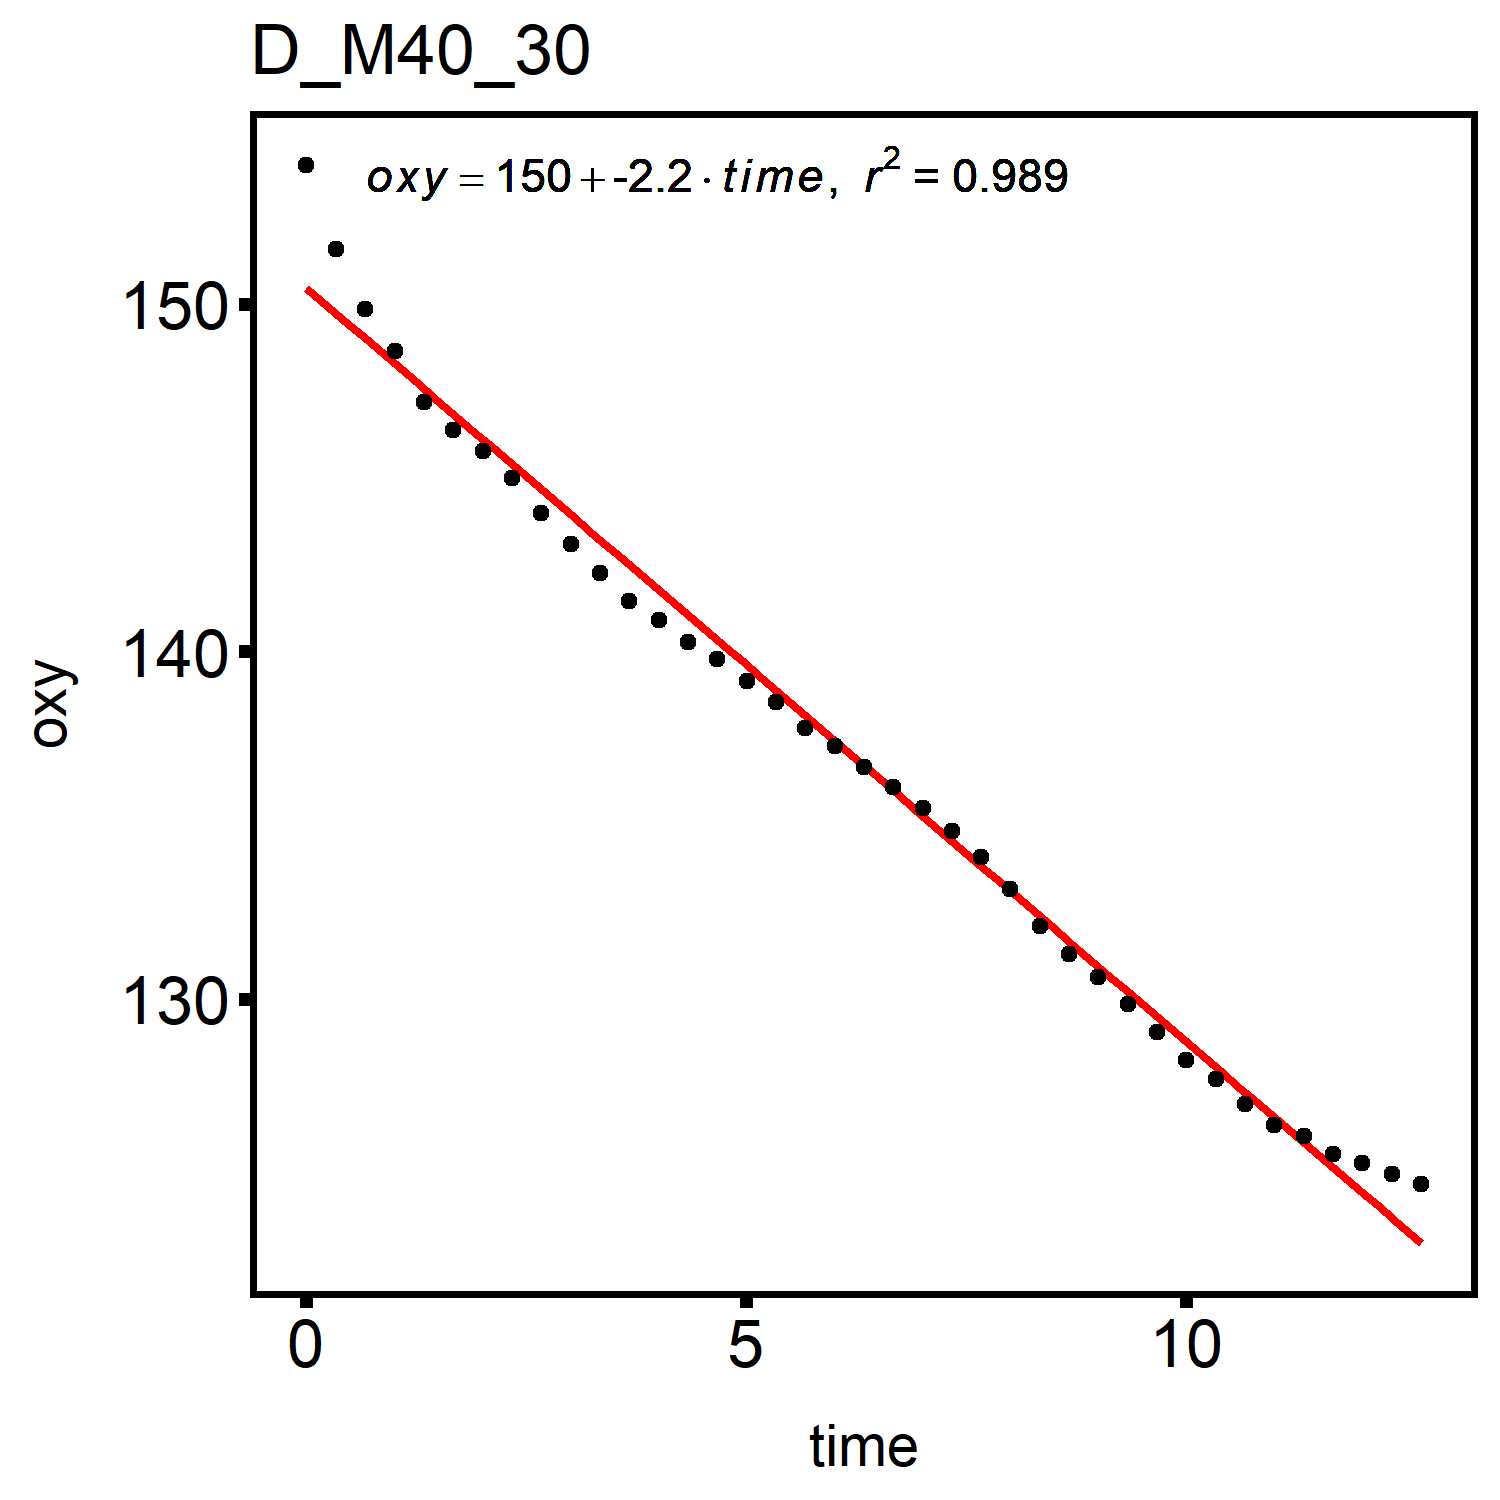 D_M40_30
oxy = 150 + -2.2 · time, r² = 0.989
150
140
130
oxy
0 5 10
time